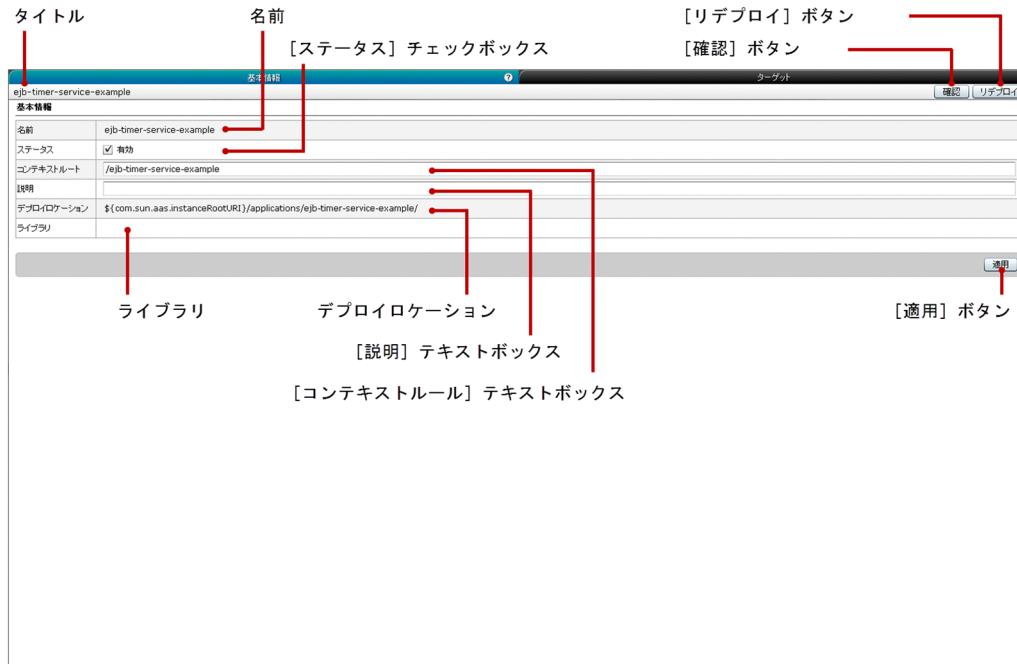 タイトル
名前
[リデプロイ] ボタン
[ステータス] チェックボックス
[確認] ボタン
基本情報
?
ターゲット
ejb-timer-service-example
確認
リデプロイ
基本情報
名前
ejb-timer-service-example
ステータス
有効
コンテキストルート
/ejb-timer-service-example
説明
デプロイロケーション
${com.sun.aas.instanceRootURI}/applications/ejb-timer-service-example/
ライブラリ
適用
ライブラリ
デプロイロケーション
[適用] ボタン
[説明] テキストボックス
[コンテキストルール] テキストボックス